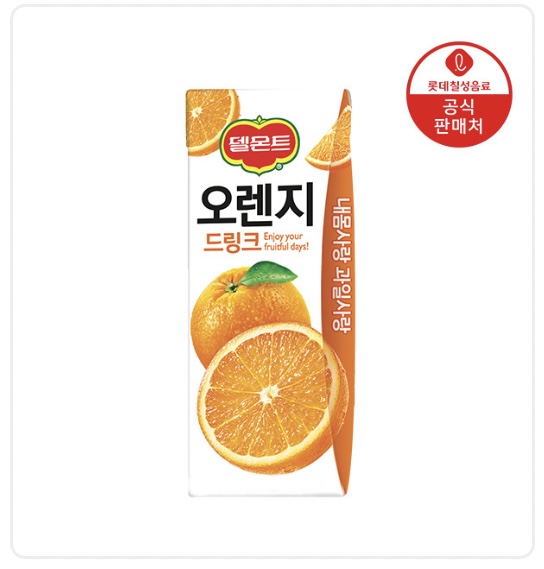 델몬트
오렌지
드링크
Enjoy your
fruitful days!
내몸사랑 과일사랑
롯데칠성음료
공식
판매처